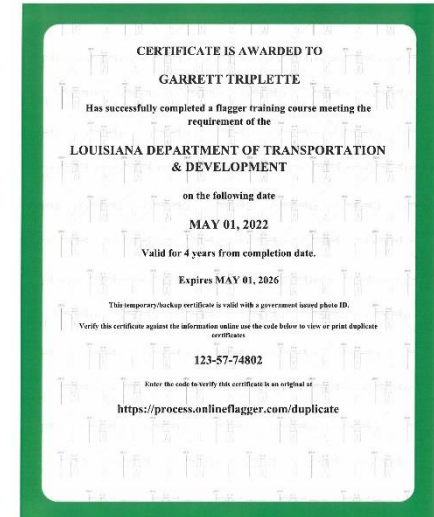 CERTIFICATE IS AWARDED TO
GARRETT TRIPLETTE
Has successfully completed a flagger training course meeting the
requirement of the
LOUISIANA DEPARTMENT OF TRANSPORTATION
& DEVELOPMENT
on the following date
MAY 01, 2022
Valid for 4 years from completion date.
Expires MAY 01, 2026
This temporary/backup certificate is valid with a government issued photo ID.
Verify this certificate against the information online use the code below to view or print duplicate
certificates
123-57-74802
Enter the code to verify this certificate is an original at
https://process.onlineflagger.com/duplicate